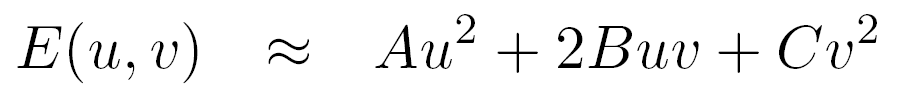 E(u, v) ≈ Au² + 2Buv + Cv²